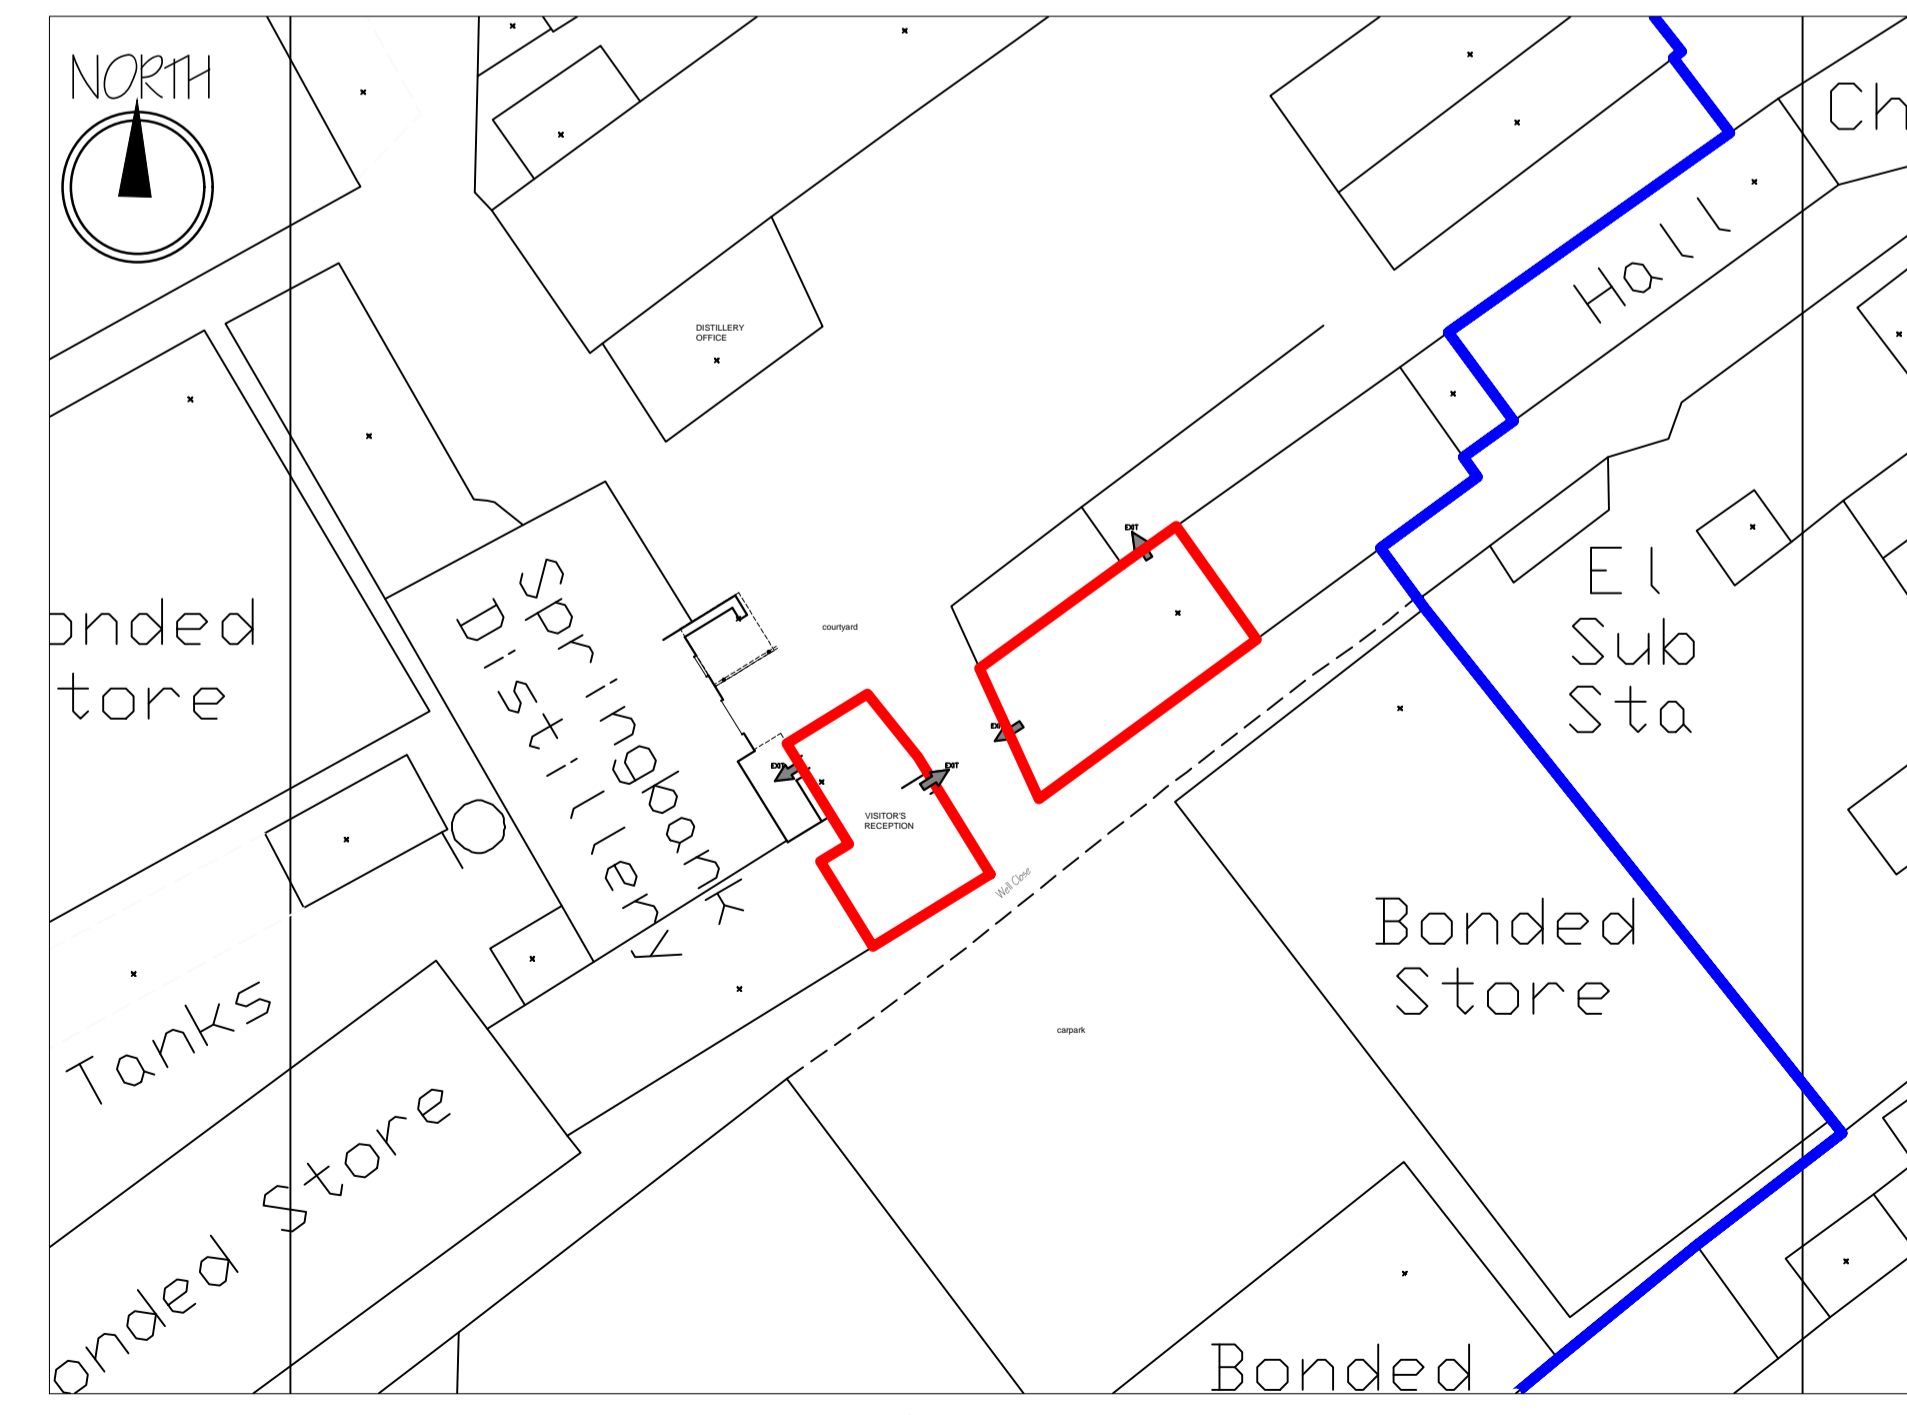 NORTH
Ch
Hall
DISTILLERY
OFFICE
EXIT
El
Sub
Sta
onded
tore
Springbank
Distillery
courtyard
EXIT
EXIT
EXIT
VISITOR'S
RECEPTION
Well Close
Bonded
Store
Tanks
carpark
onded Store
Bonded